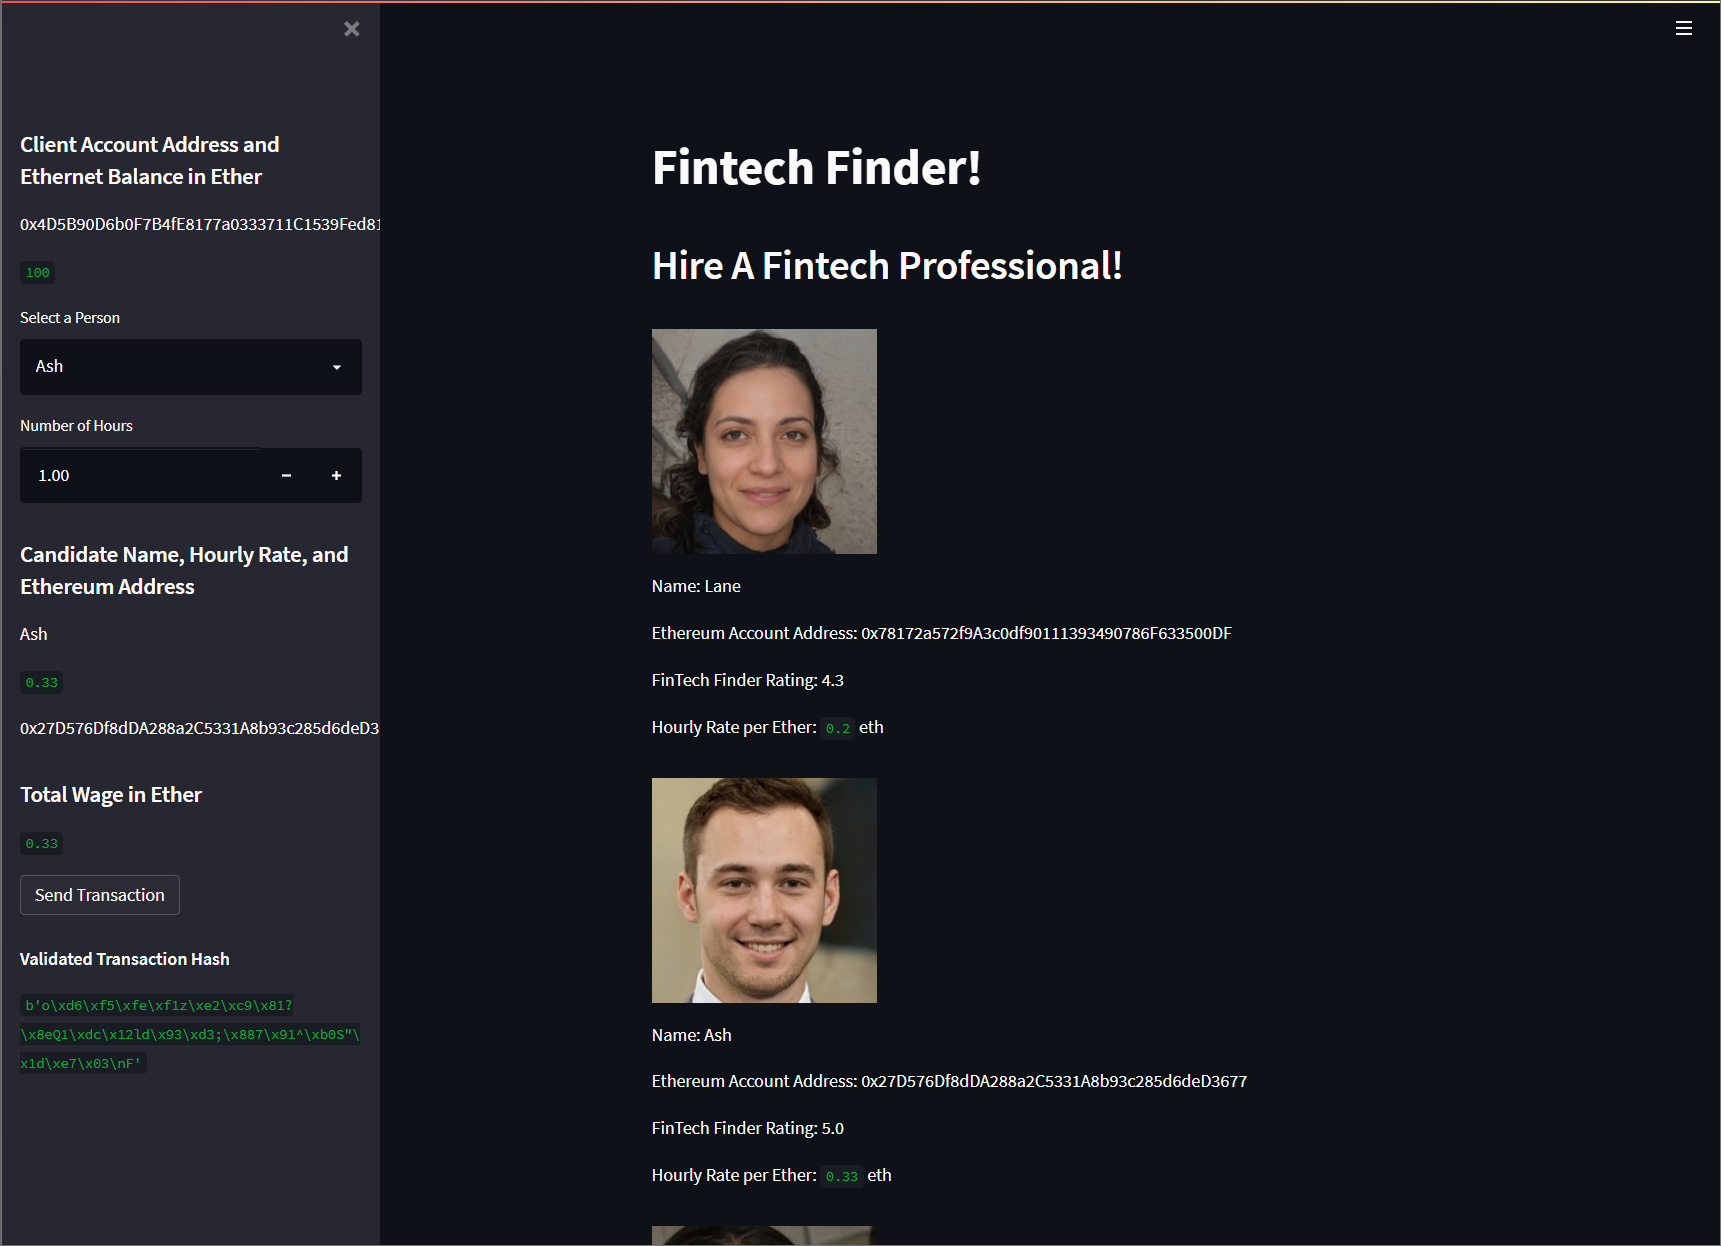 Client Account Address and
Ethernet Balance in Ether
0x4D5B90D6b0F7B4fE8177a0333711C1539Fed81
100
Select a Person
Ash
Number of Hours
1.00
Candidate Name, Hourly Rate, and
Ethereum Address
Ash
0.33
0x27D576Df8dDA288a2C5331A8b93c285d6deD3
Total Wage in Ether
0.33
Send Transaction
Validated Transaction Hash
b'o\xd6\xf5\xfe\xf1z\xe2\xc9\x81?
\x8eQ1\xdc\x12ld\x93\xd3;\x887\x91^\xb0S"\
x1d\xe7\x03\nF'
Fintech Finder!
Hire A Fintech Professional!
Name: Lane
Ethereum Account Address: 0x78172a572f9A3c0df90111393490786F633500DF
FinTech Finder Rating: 4.3
Hourly Rate per Ether: 0.2 eth
Name: Ash
Ethereum Account Address: 0x27D576Df8dDA288a2C5331A8b93c285d6deD3677
FinTech Finder Rating: 5.0
Hourly Rate per Ether: 0.33 eth